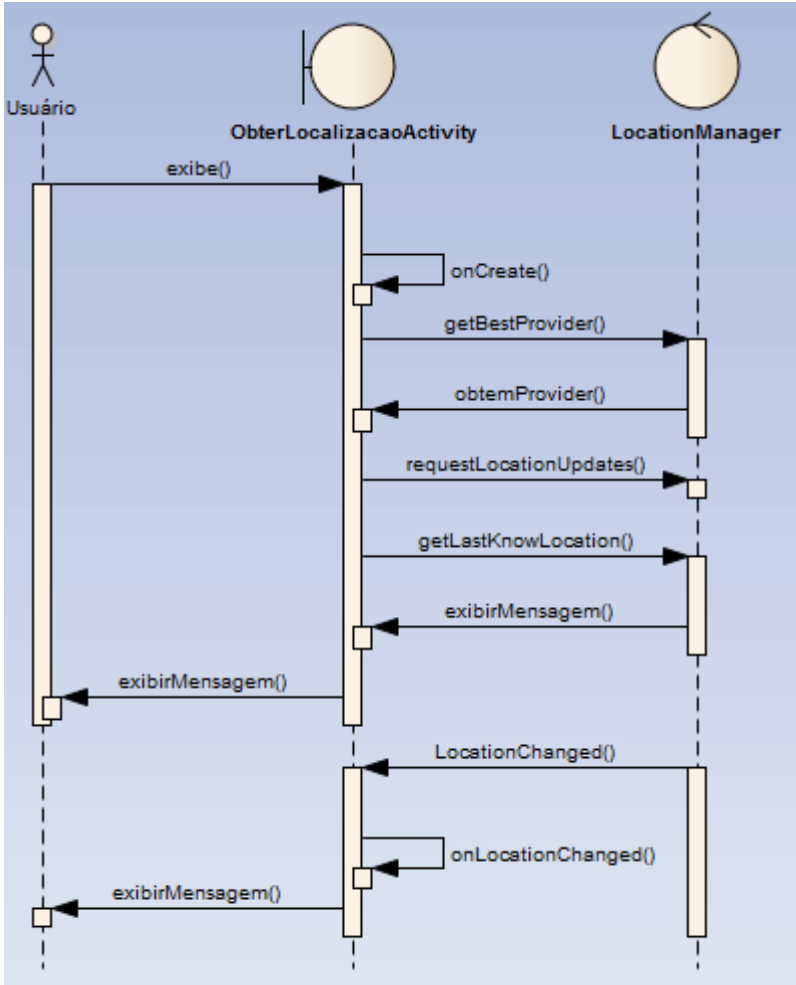 Usuário
ObterLocalizacaoActivity
LocationManager
exibe()
onCreate()
getBestProvider()
obtemProvider()
requestLocationUpdates()
getLastKnowLocation()
exibirMensagem()
exibirMensagem()
LocationChanged()
onLocationChanged()
exibirMensagem()